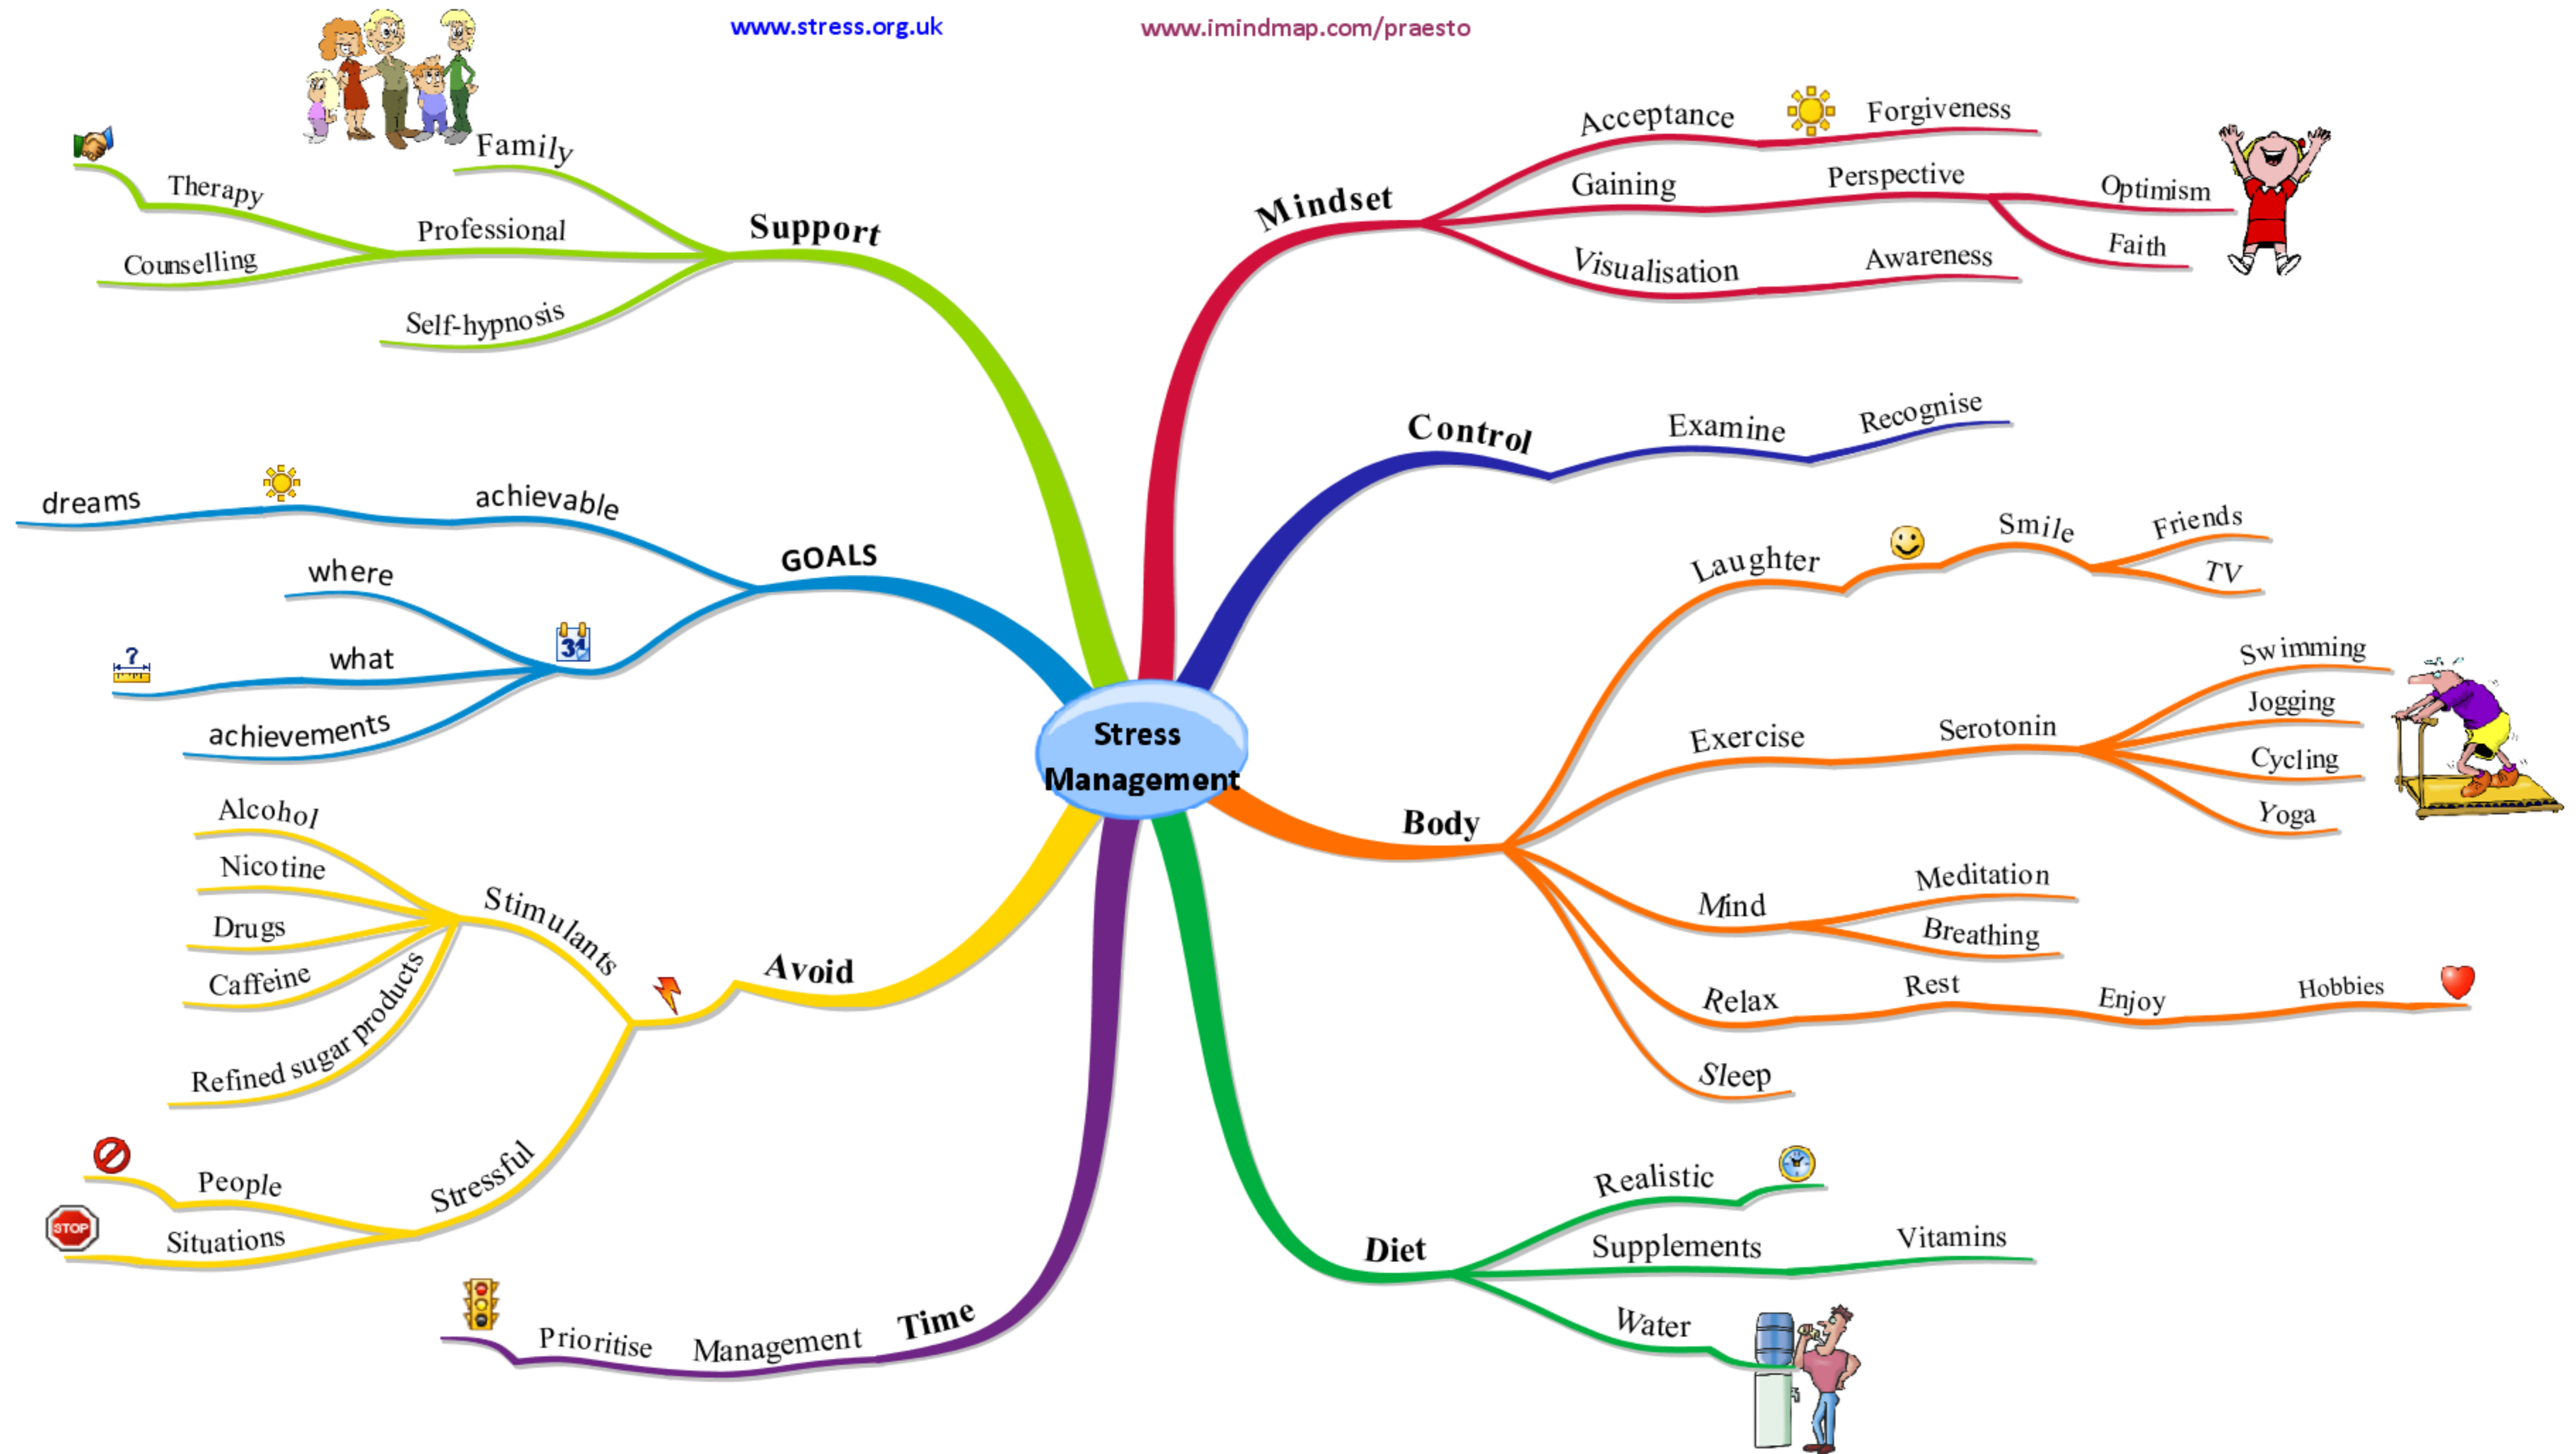 www.stress.org.uk
www.imindmap.com/praesto
Stress
Management
Mindset
Acceptance
Forgiveness
Gaining
Perspective
Optimism
Faith
Visualisation
Awareness
Control
Examine
Recognise
Body
Laughter
Smile
Friends
TV
Exercise
Serotonin
Swimming
Jogging
Cycling
Yoga
Mind
Meditation
Breathing
Relax
Rest
Enjoy
Hobbies
Sleep
Diet
Realistic
Supplements
Vitamins
Water
Time
Management
Prioritise
Avoid
Stimulants
Alcohol
Nicotine
Drugs
Caffeine
Refined sugar products
Stressful
People
Situations
STOP
GOALS
achievable
dreams
31
where
what
?
achievements
Support
Family
Professional
Therapy
Counselling
Self-hypnosis